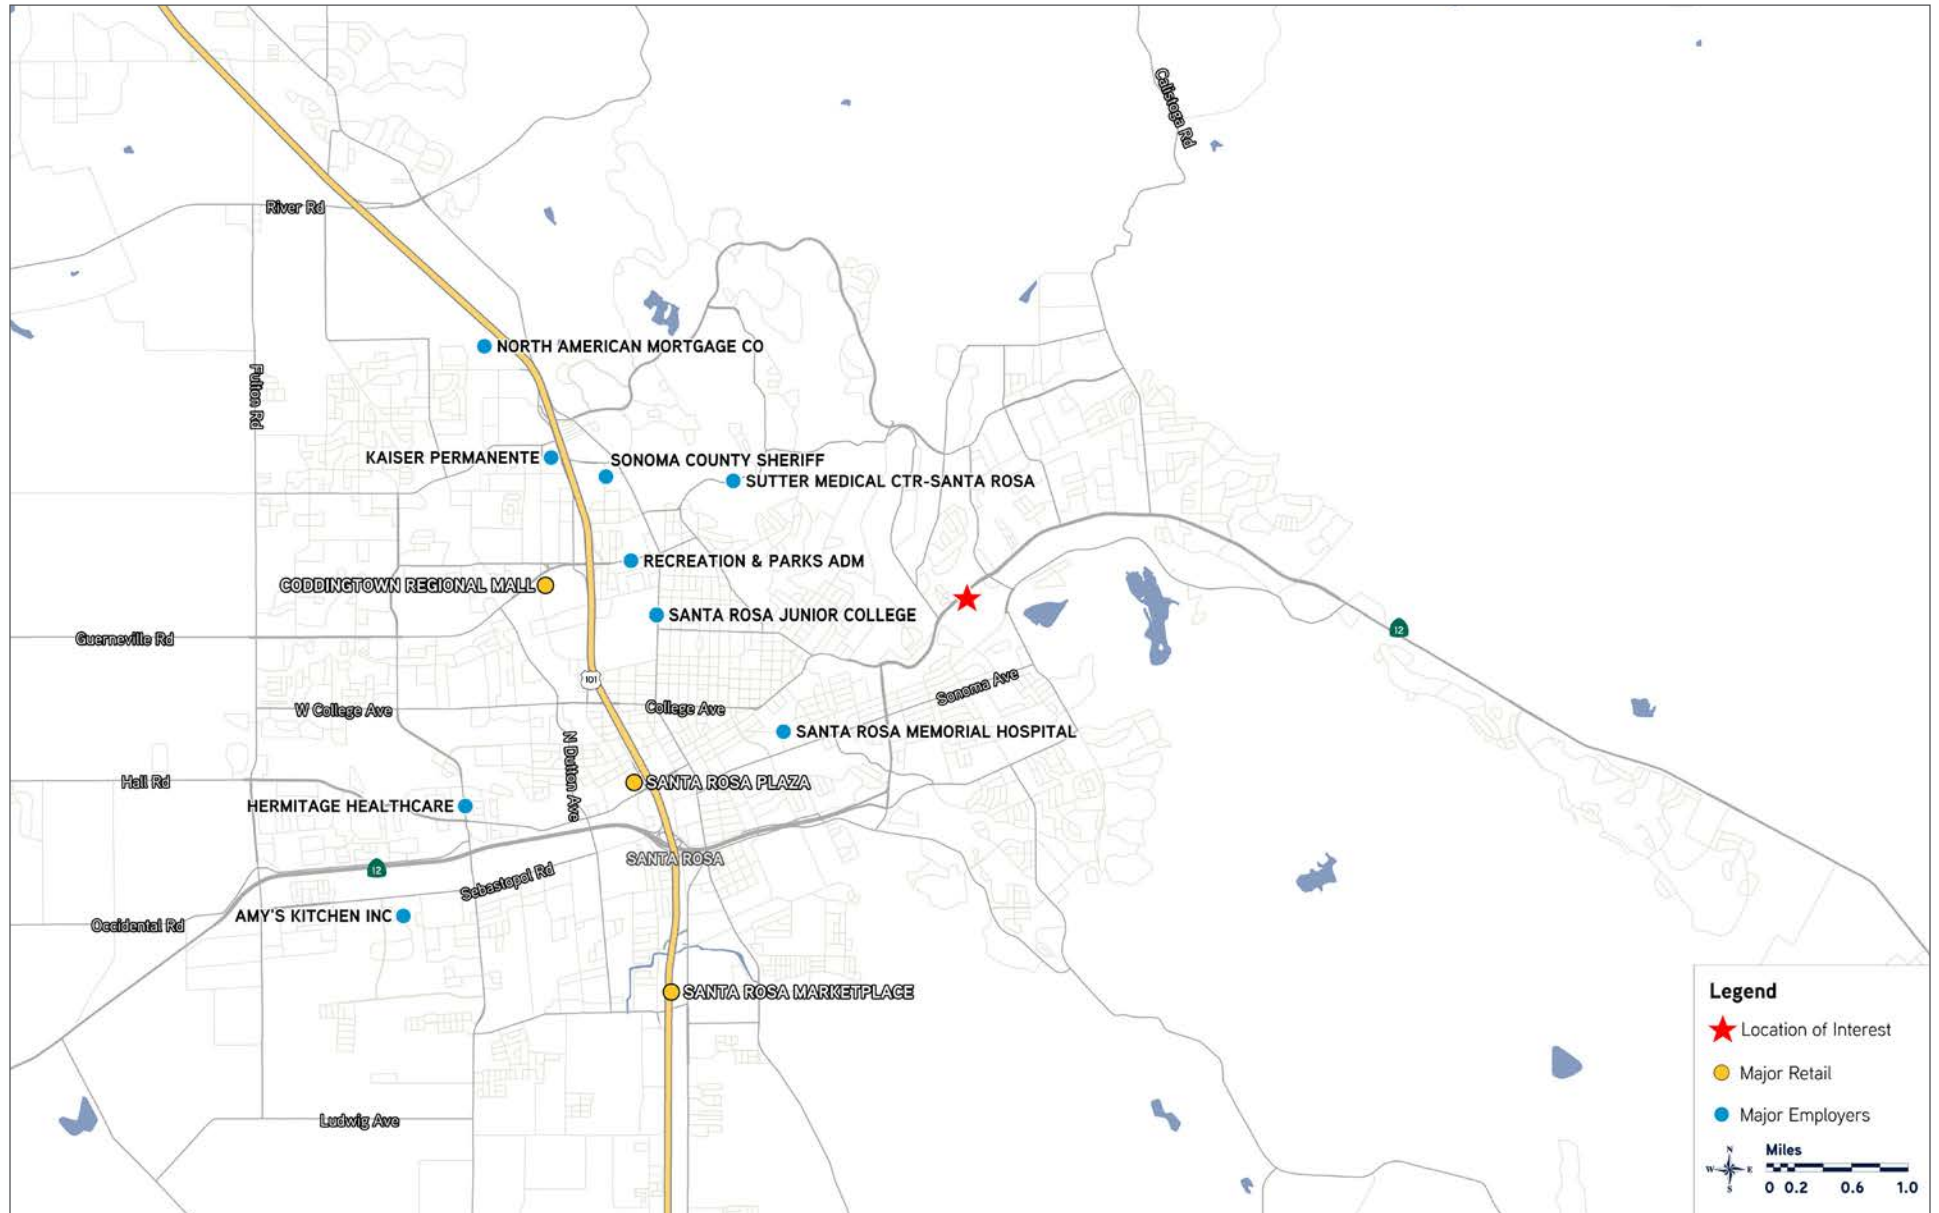 Calistoga Rd
River Rd
NORTH AMERICAN MORTGAGE CO
Fulton Rd
KAISER PERMANENTE
SONOMA COUNTY SHERIFF
SUTTER MEDICAL CTR-SANTA ROSA
RECREATION & PARKS ADM
CODDINGTOWN REGIONAL MALL
SANTA ROSA JUNIOR COLLEGE
Guerneville Rd
12
101
Sonoma Ave
W College Ave
College Ave
SANTA ROSA MEMORIAL HOSPITAL
N Dutton Ave
Hall Rd
SANTA ROSA PLAZA
HERMITAGE HEALTHCARE
SANTA ROSA
12
Sebastopol Rd
AMY'S KITCHEN INC
Occidental Rd
SANTA ROSA MARKETPLACE
Ludwig Ave
Legend
Location of Interest
Major Retail
Major Employers
N
W E
S
Miles
0 0.2 0.6 1.0